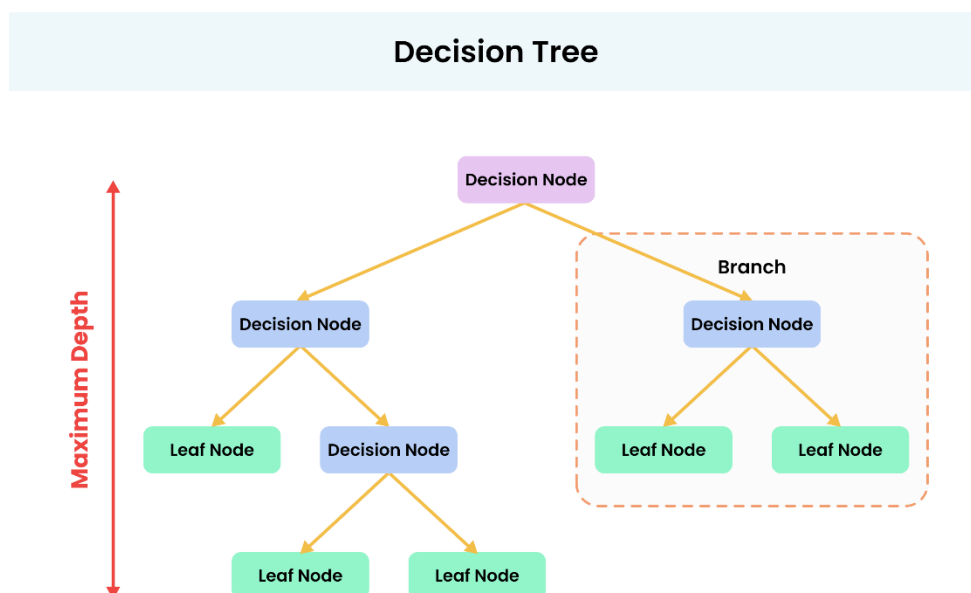 Decision Tree
Decision Node
Branch
Decision Node
Decision Node
Maximum Depth
Leaf Node
Decision Node
Leaf Node
Leaf Node
Leaf Node
Leaf Node